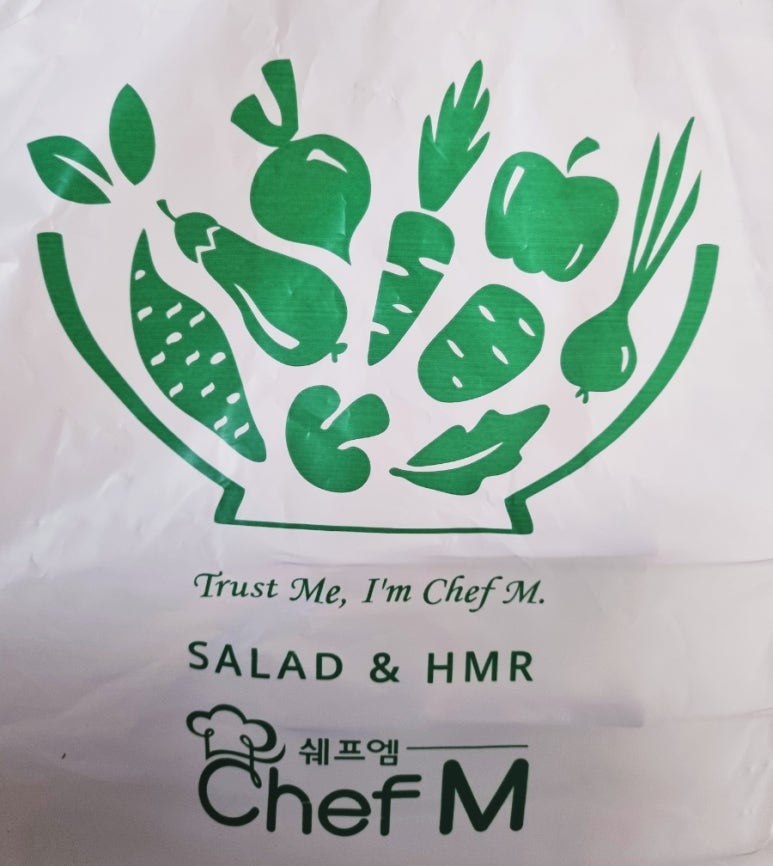 Trust Me, I'm Chef M.
SALAD & HMR
쉐프엠
Chef M